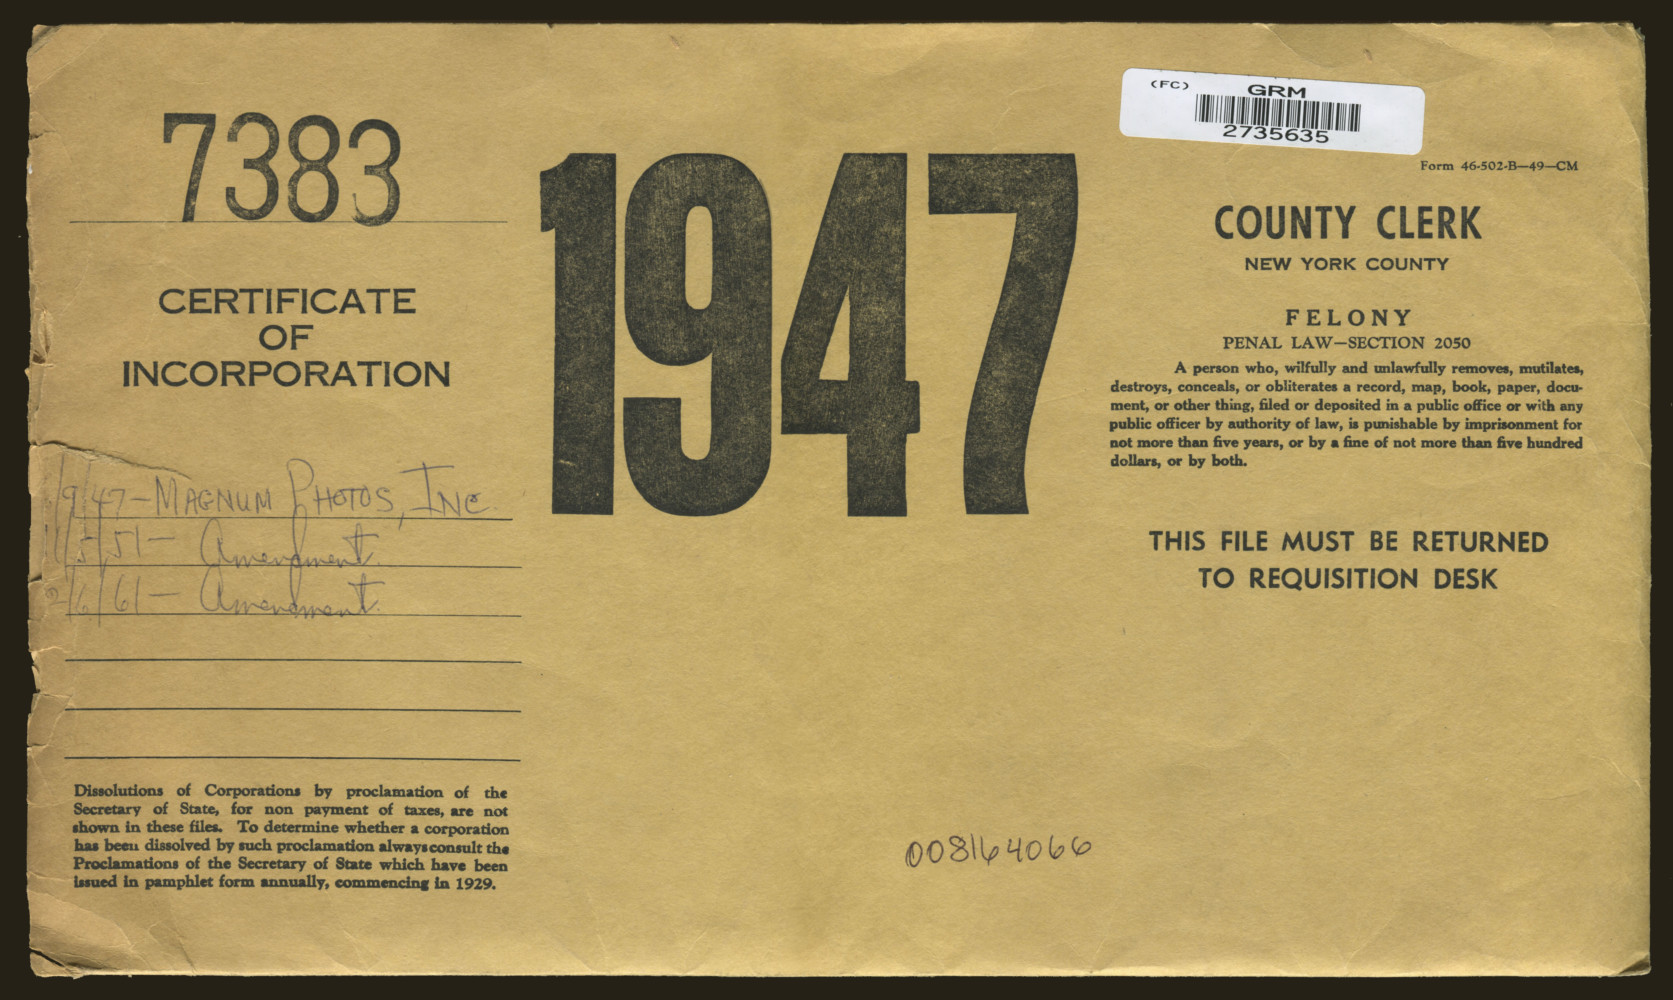 7383
CERTIFICATE
OF
INCORPORATION
/9/47-MAGNUM PHOTOS, INC.
/5/51- Amendment.
2/6/61- Amendment.
Dissolutions of Corporations by proclamation of the
Secretary of State, for non payment of taxes, are not
shown in these files. To determine whether a corporation
has been dissolved by such proclamation always consult the
Proclamations of the Secretary of State which have been
issued in pamphlet form annually, commencing in 1929.
1947
008164066
(FC)
GRM
2735635
Form 46-502-B—49—CM
COUNTY CLERK
NEW YORK COUNTY
FELONY
PENAL LAW—SECTION 2050
A person who, wilfully and unlawfully removes, mutilates,
destroys, conceals, or obliterates a record, map, book, paper, docu-
ment, or other thing, filed or deposited in a public office or with any
public officer by authority of law, is punishable by imprisonment for
not more than five years, or by a fine of not more than five hundred
dollars, or by both.
THIS FILE MUST BE RETURNED
TO REQUISITION DESK